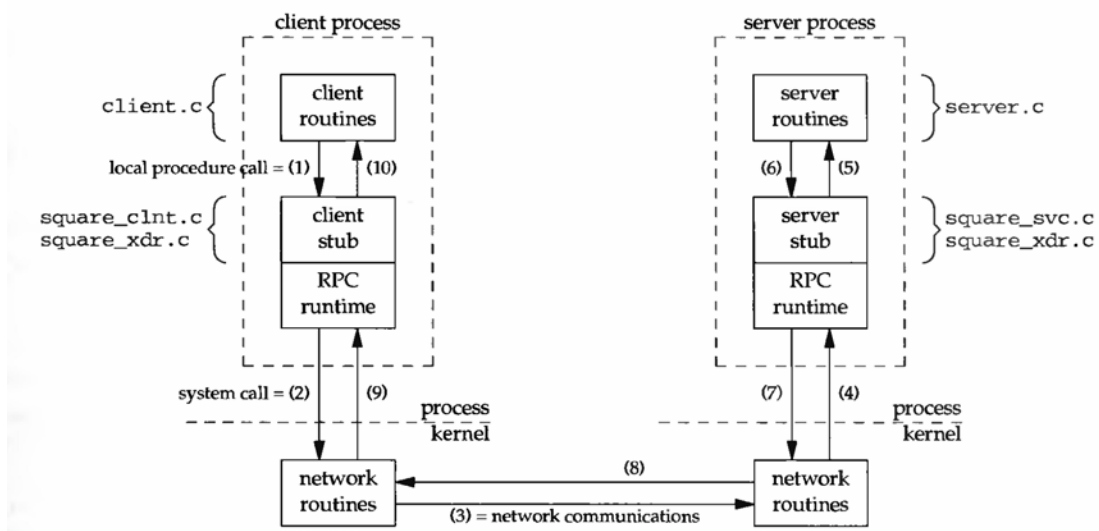 client process
server process
client.c
client
routines
server
routines
server.c
local procedure call = (1)
(10)
(6)
(5)
square_clnt.c
square_xdr.c
client
stub
server
stub
square_svc.c
square_xdr.c
RPC
runtime
RPC
runtime
system call = (2)
(9)
(7)
(4)
process
kernel
process
kernel
network
routines
(8)
(3) = network communications
network
routines